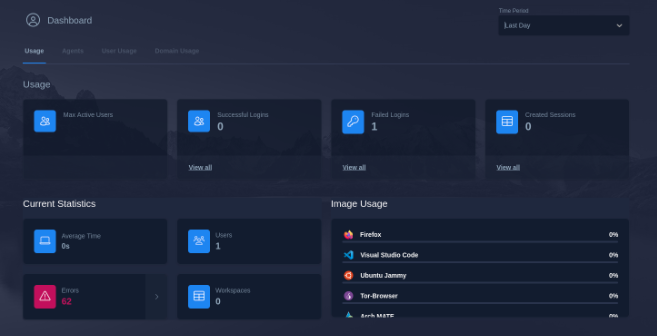 Dashboard
Time Period
Last Day
Usage
Agents
User Usage
Domain Usage
Usage
Max Active Users
Successful Logins
0
View all
Failed Logins
1
View all
Created Sessions
0
View all
Current Statistics
Average Time
0s
Users
1
Errors
62
Workspaces
0
Image Usage
Firefox 0%
Visual Studio Code 0%
Ubuntu Jammy 0%
Tor-Browser 0%
Arch MATE 0%